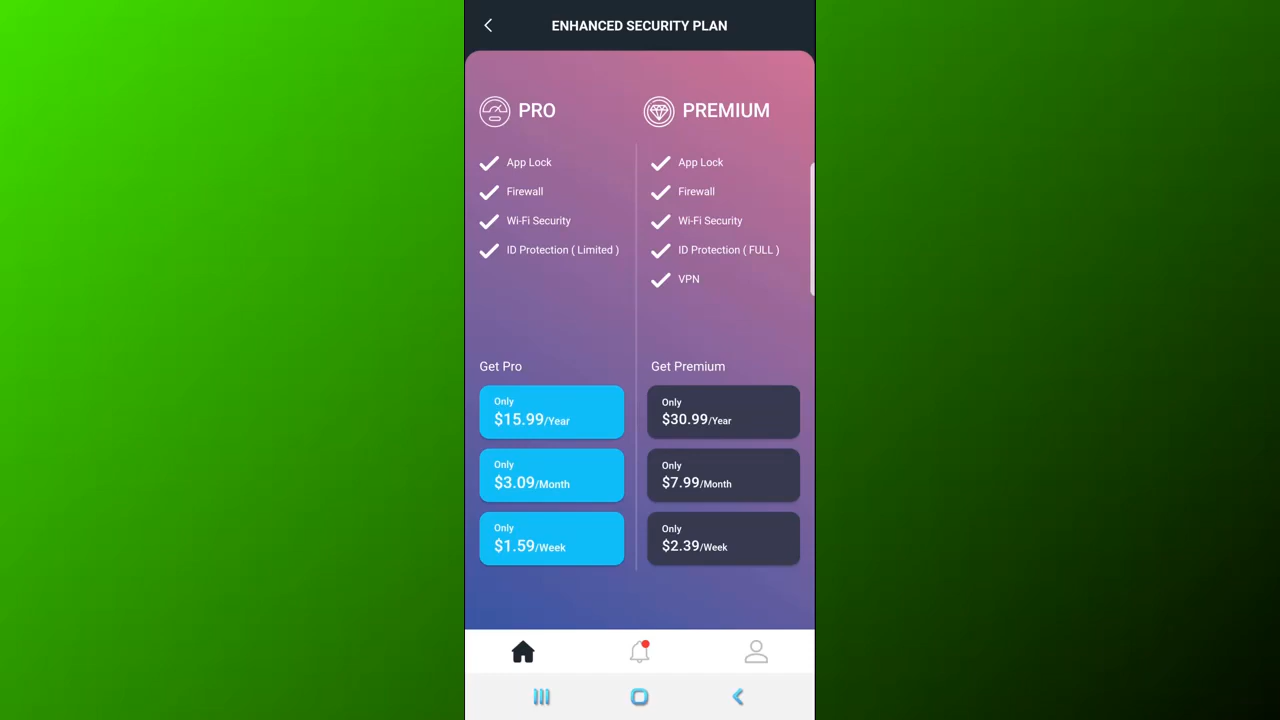 ENHANCED SECURITY PLAN
PRO
App Lock
Firewall
Wi-Fi Security
ID Protection ( Limited )
PREMIUM
App Lock
Firewall
Wi-Fi Security
ID Protection ( FULL )
VPN
Get Pro
Only
$15.99/Year
Only
$3.09/Month
Only
$1.59/Week
Get Premium
Only
$30.99/Year
Only
$7.99/Month
Only
$2.39/Week